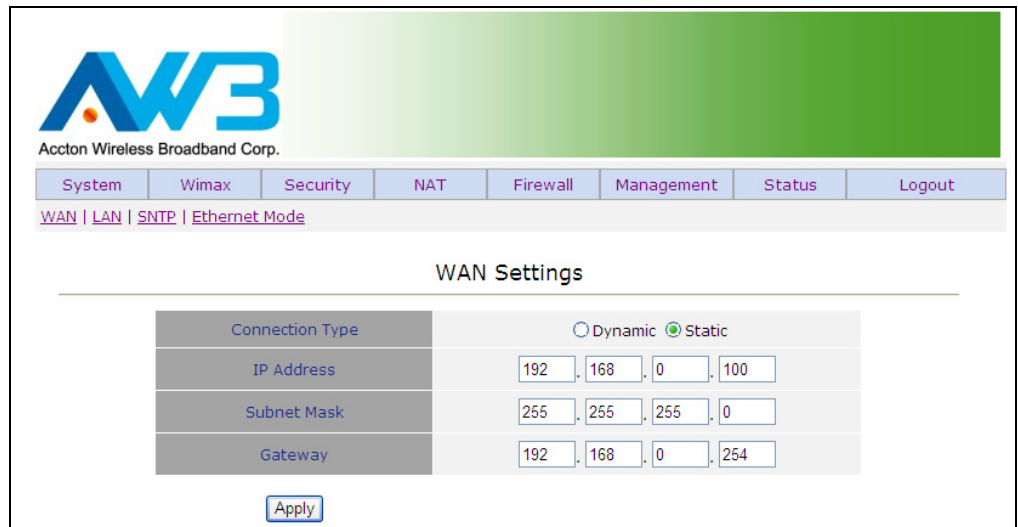 AWB
Accton Wireless Broadband Corp.
System Wimax Security NAT Firewall Management Status Logout
WAN | LAN | SNTP | Ethernet Mode
WAN Settings
Connection Type Dynamic Static
IP Address 192 . 168 . 0 . 100
Subnet Mask 255 . 255 . 255 . 0
Gateway 192 . 168 . 0 . 254
Apply